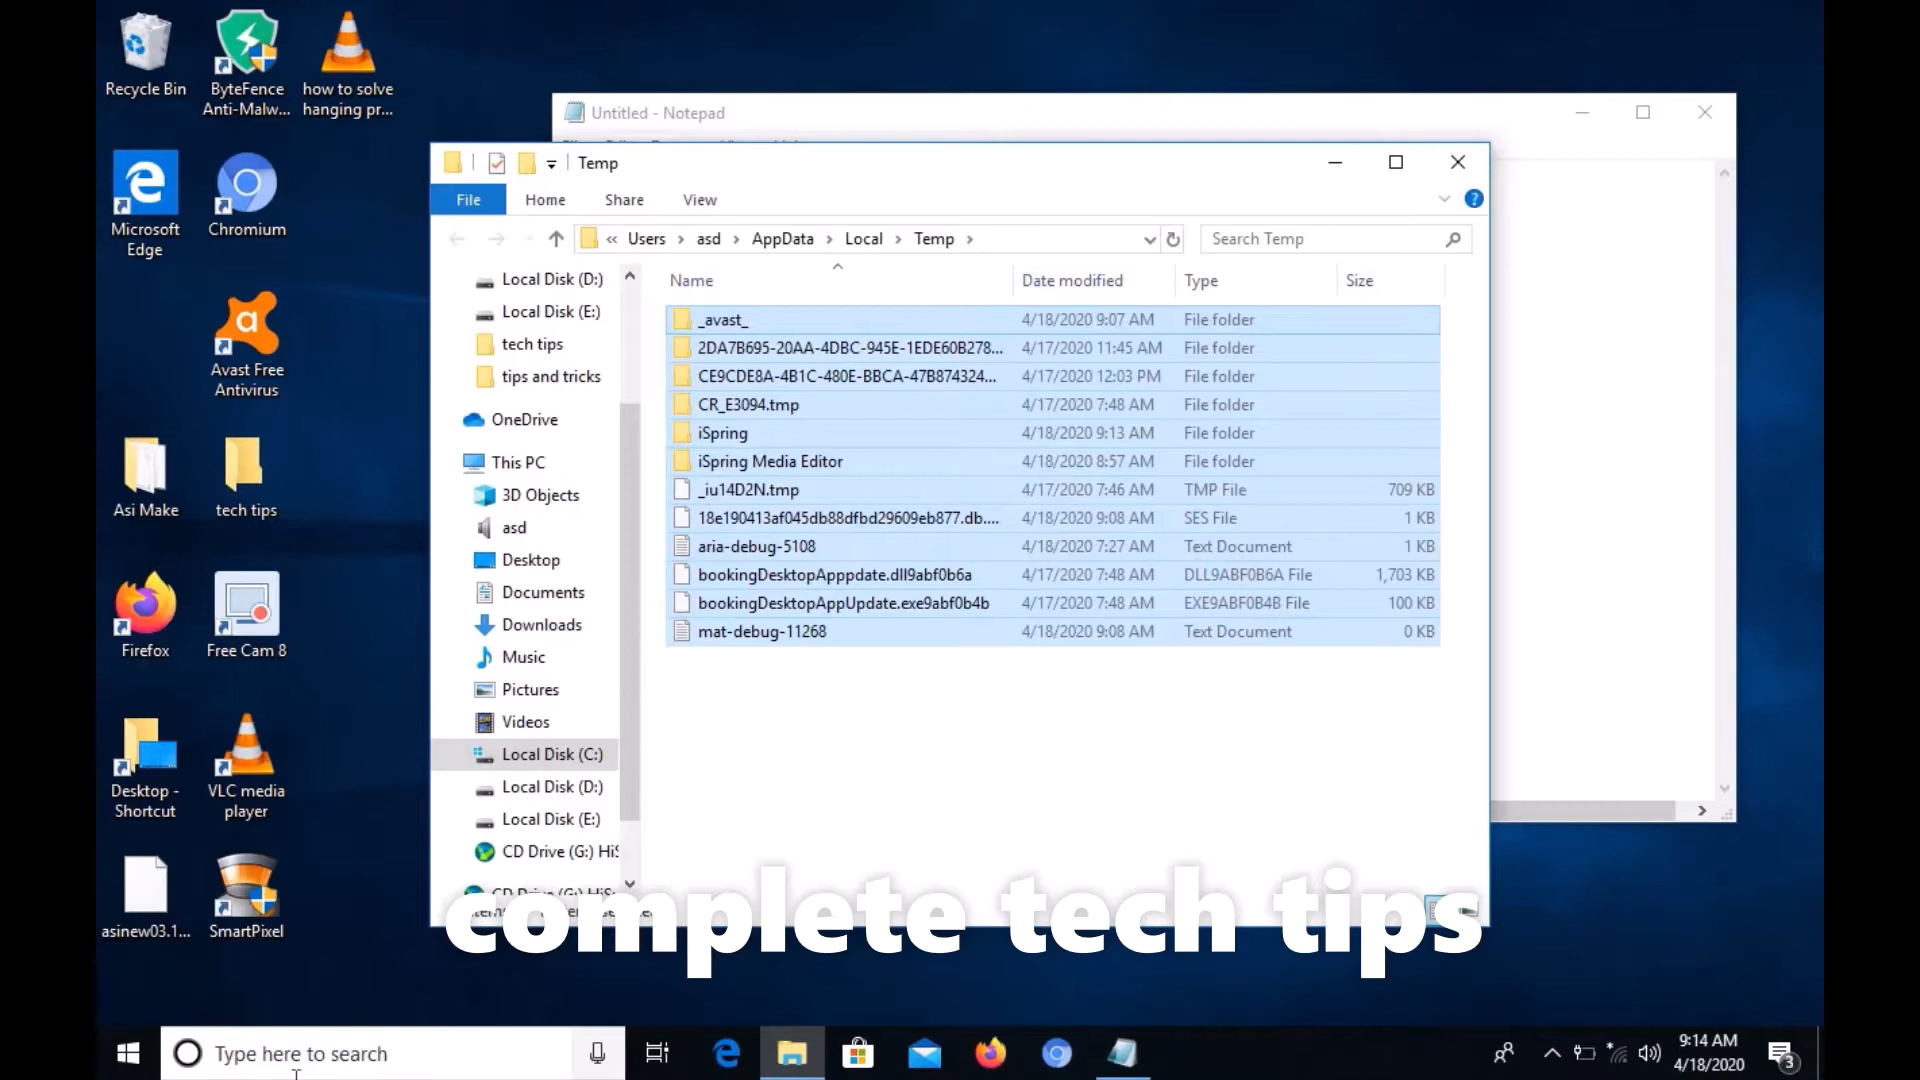 Recycle Bin
ByteFence
Anti-Malw...
how to solve
hanging pr...
Microsoft
Edge
Chromium
Avast Free
Antivirus
Asi Make
tech tips
Firefox
Free Cam 8
Desktop -
Shortcut
VLC media
player
asinew03.1...
SmartPixel
Untitled - Notepad
Temp
File
Home
Share
View
« Users > asd > AppData > Local > Temp >
Search Temp
Local Disk (D:)
Local Disk (E:)
tech tips
tips and tricks
OneDrive
This PC
3D Objects
asd
Desktop
Documents
Downloads
Music
Pictures
Videos
Local Disk (C:)
Local Disk (D:)
Local Disk (E:)
CD Drive (G:) HiS
CD Drive (G:) HiS
Name Date modified Type Size
_avast_ 4/18/2020 9:07 AM File folder
2DA7B695-20AA-4DBC-945E-1EDE60B278... 4/17/2020 11:45 AM File folder
CE9CDE8A-4B1C-480E-BBCA-47B874324... 4/17/2020 12:03 PM File folder
CR_E3094.tmp 4/17/2020 7:48 AM File folder
iSpring 4/18/2020 9:13 AM File folder
iSpring Media Editor 4/18/2020 8:57 AM File folder
_iu14D2N.tmp 4/17/2020 7:46 AM TMP File 709 KB
18e190413af045db88dfbd29609eb877.db.... 4/18/2020 9:08 AM SES File 1 KB
aria-debug-5108 4/18/2020 7:27 AM Text Document 1 KB
bookingDesktopApppdate.dll9abf0b6a 4/17/2020 7:48 AM DLL9ABF0B6A File 1,703 KB
bookingDesktopAppUpdate.exe9abf0b4b 4/17/2020 7:48 AM EXE9ABF0B4B File 100 KB
mat-debug-11268 4/18/2020 9:08 AM Text Document 0 KB
complete tech tips
Type here to search
9:14 AM
4/18/2020
3